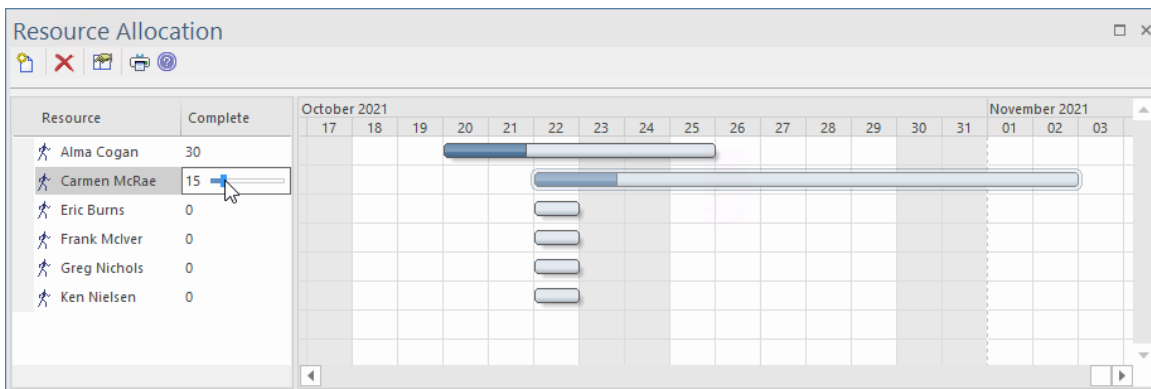 Resource Allocation
Resource Complete
October 2021 November 2021
17 18 19 20 21 22 23 24 25 26 27 28 29 30 31 01 02 03
Alma Cogan 30
Carmen McRae 15
Eric Burns 0
Frank McIver 0
Greg Nichols 0
Ken Nielsen 0